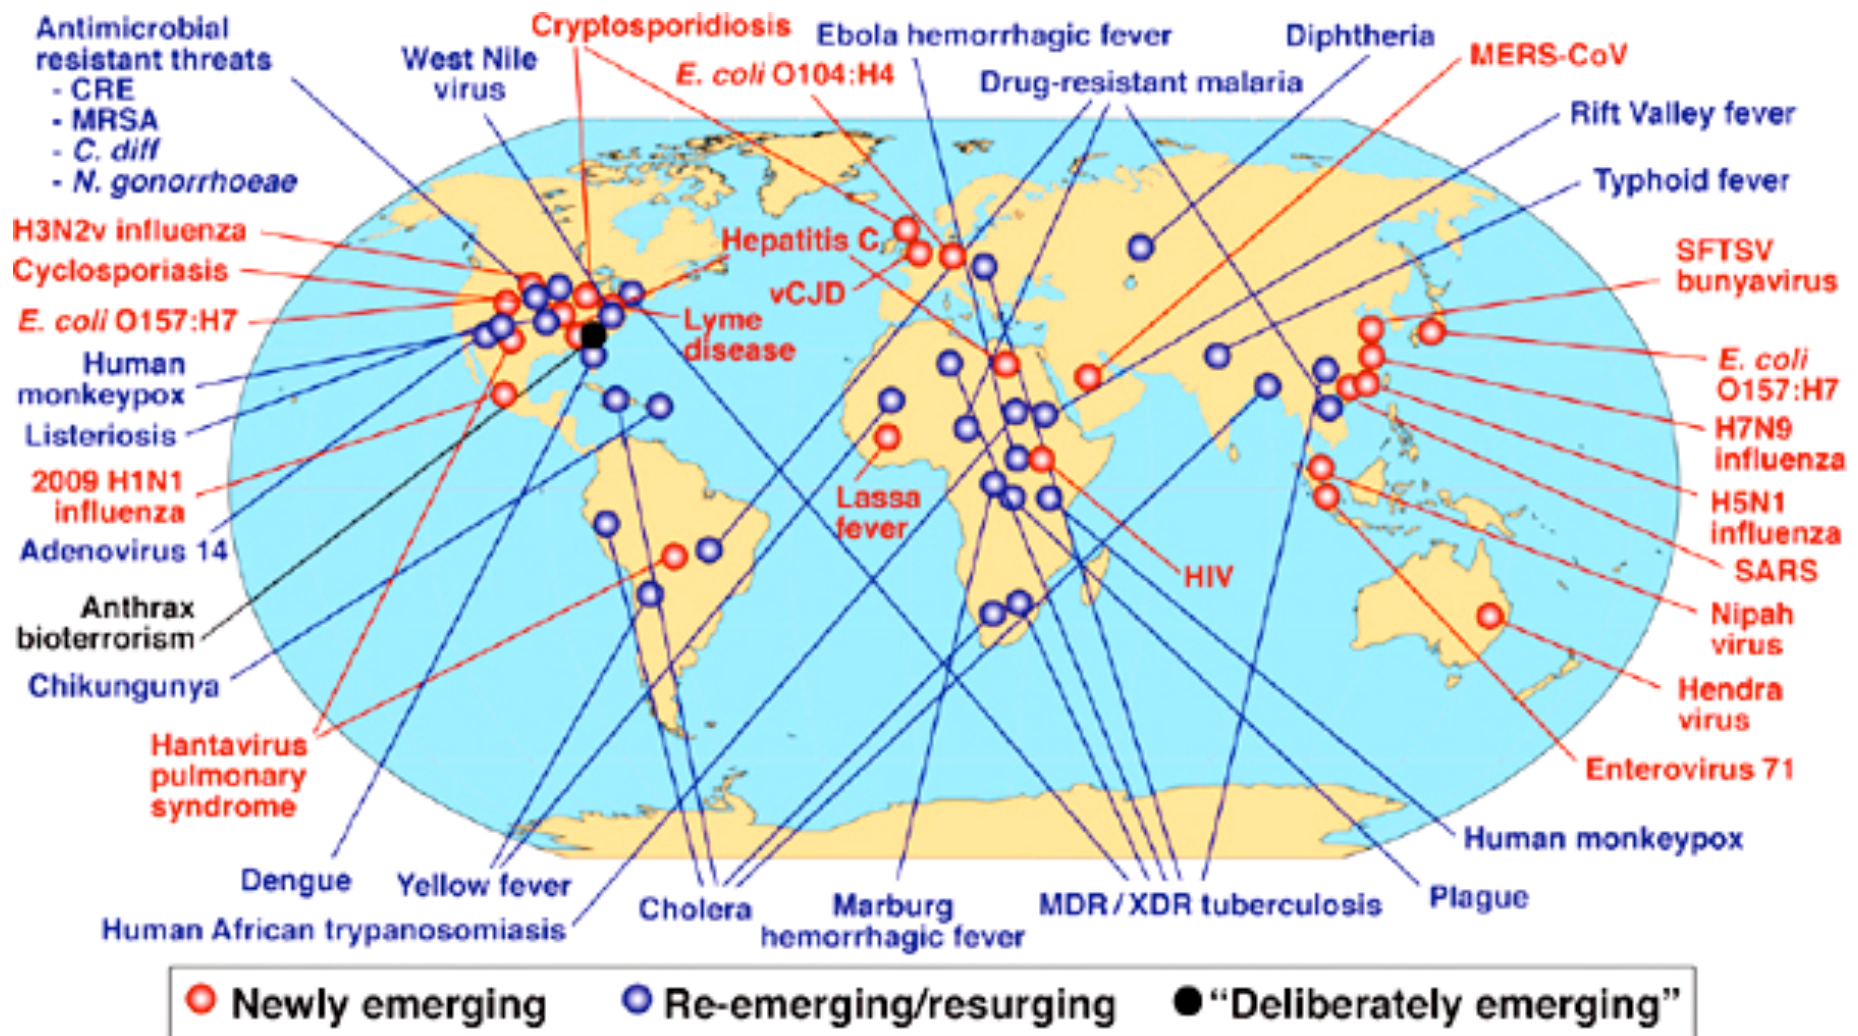 Antimicrobial
resistant threats
- CRE
- MRSA
- C. diff
- N. gonorrhoeae
West Nile
virus
Cryptosporidiosis
E. coli O104:H4
Ebola hemorrhagic fever
Drug-resistant malaria
Diphtheria
MERS-CoV
Rift Valley fever
Typhoid fever
H3N2v influenza
Cyclosporiasis
E. coli O157:H7
Human
monkeypox
Listeriosis
2009 H1N1
influenza
Adenovirus 14
Anthrax
bioterrorism
Chikungunya
Hantavirus
pulmonary
syndrome
Hepatitis C
vCJD
Lyme
disease
Lassa
fever
HIV
SFTSV
bunyavirus
E. coli
O157:H7
H7N9
influenza
H5N1
influenza
SARS
Nipah
virus
Hendra
virus
Enterovirus 71
Human monkeypox
Plague
Dengue
Yellow fever
Human African trypanosomiasis
Cholera
Marburg
hemorrhagic fever
MDR/XDR tuberculosis
Newly emerging
Re-emerging/resurging
“Deliberately emerging”